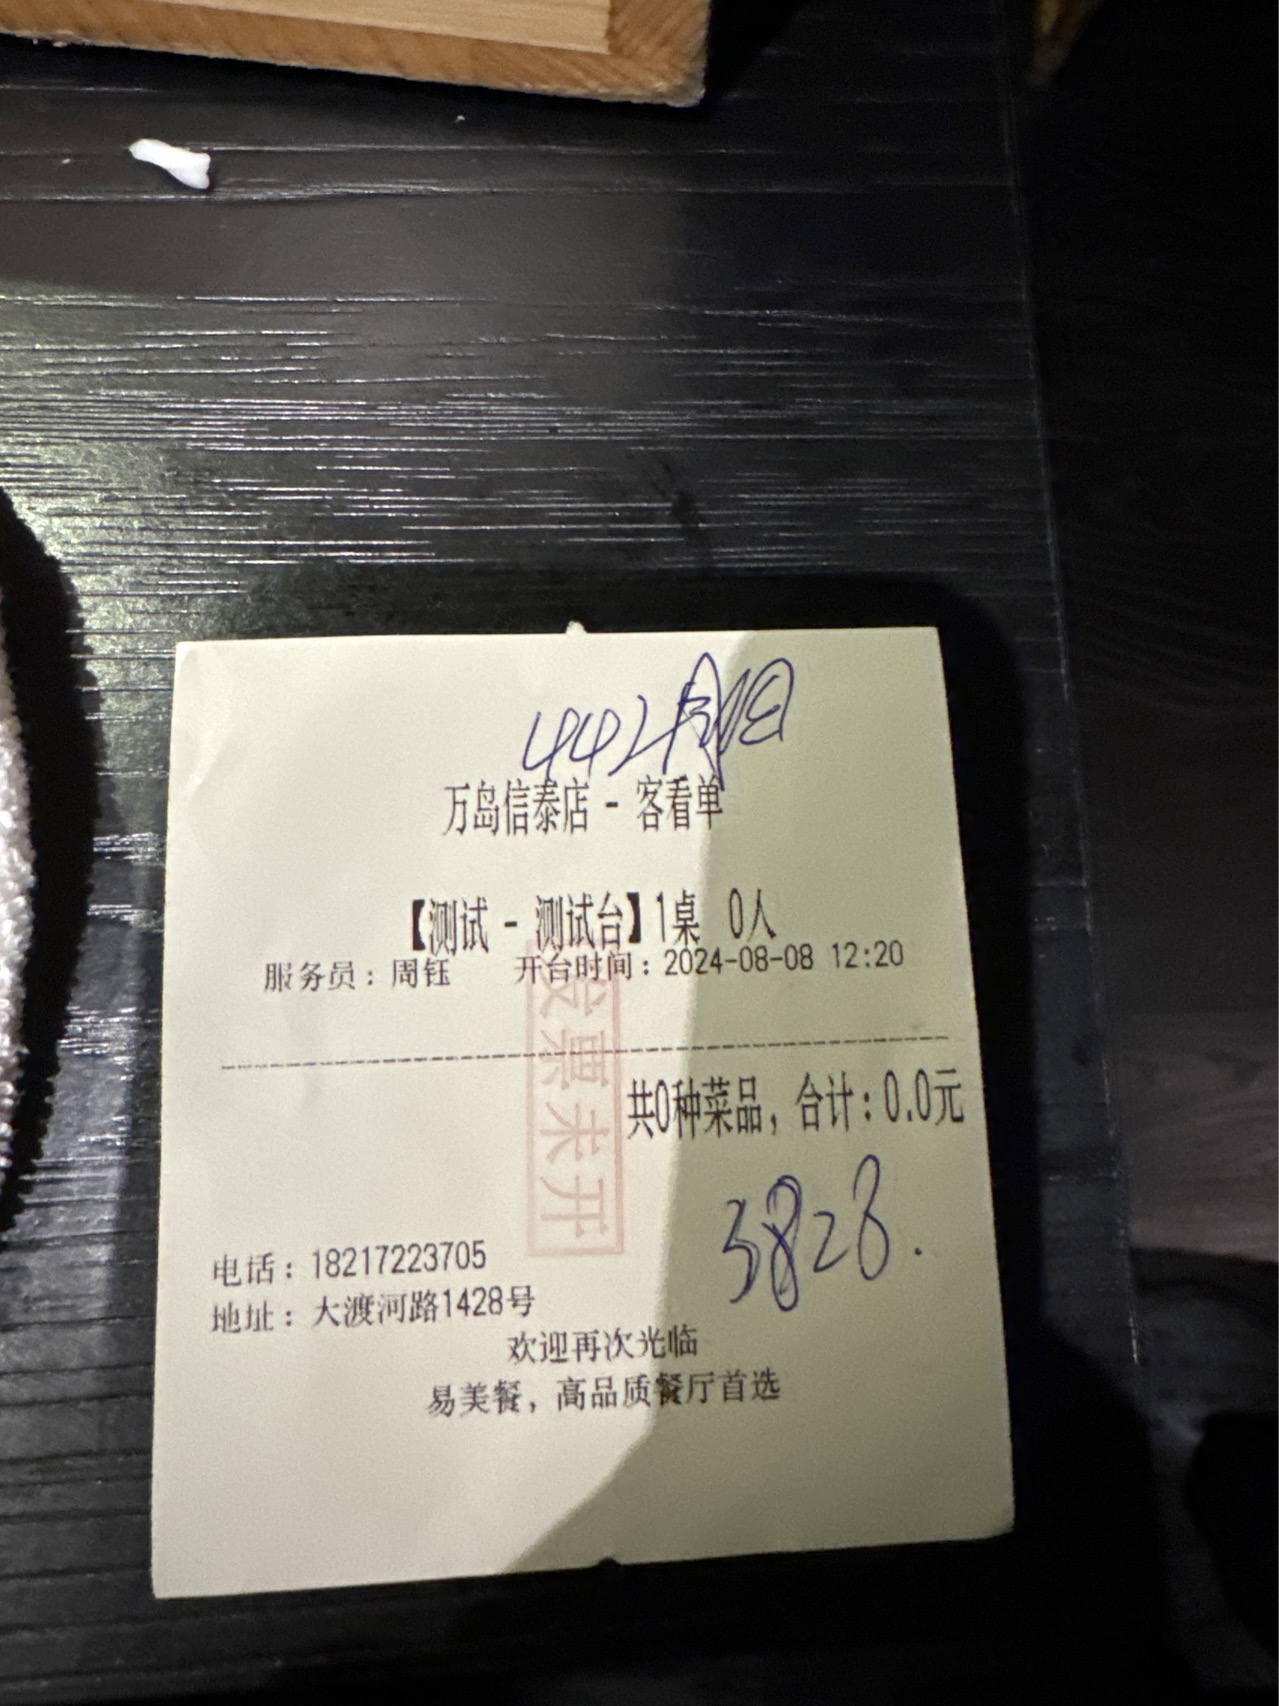 442
万岛信泰店 - 客看单
【测试 - 测试台】1桌 0人
服务员：周钰 开台时间：2024-08-08 12:20
发票未开
共0种菜品，合计：0.0元
3828.
电话：18217223705
地址：大渡河路1428号
欢迎再次光临
易美餐，高品质餐厅首选